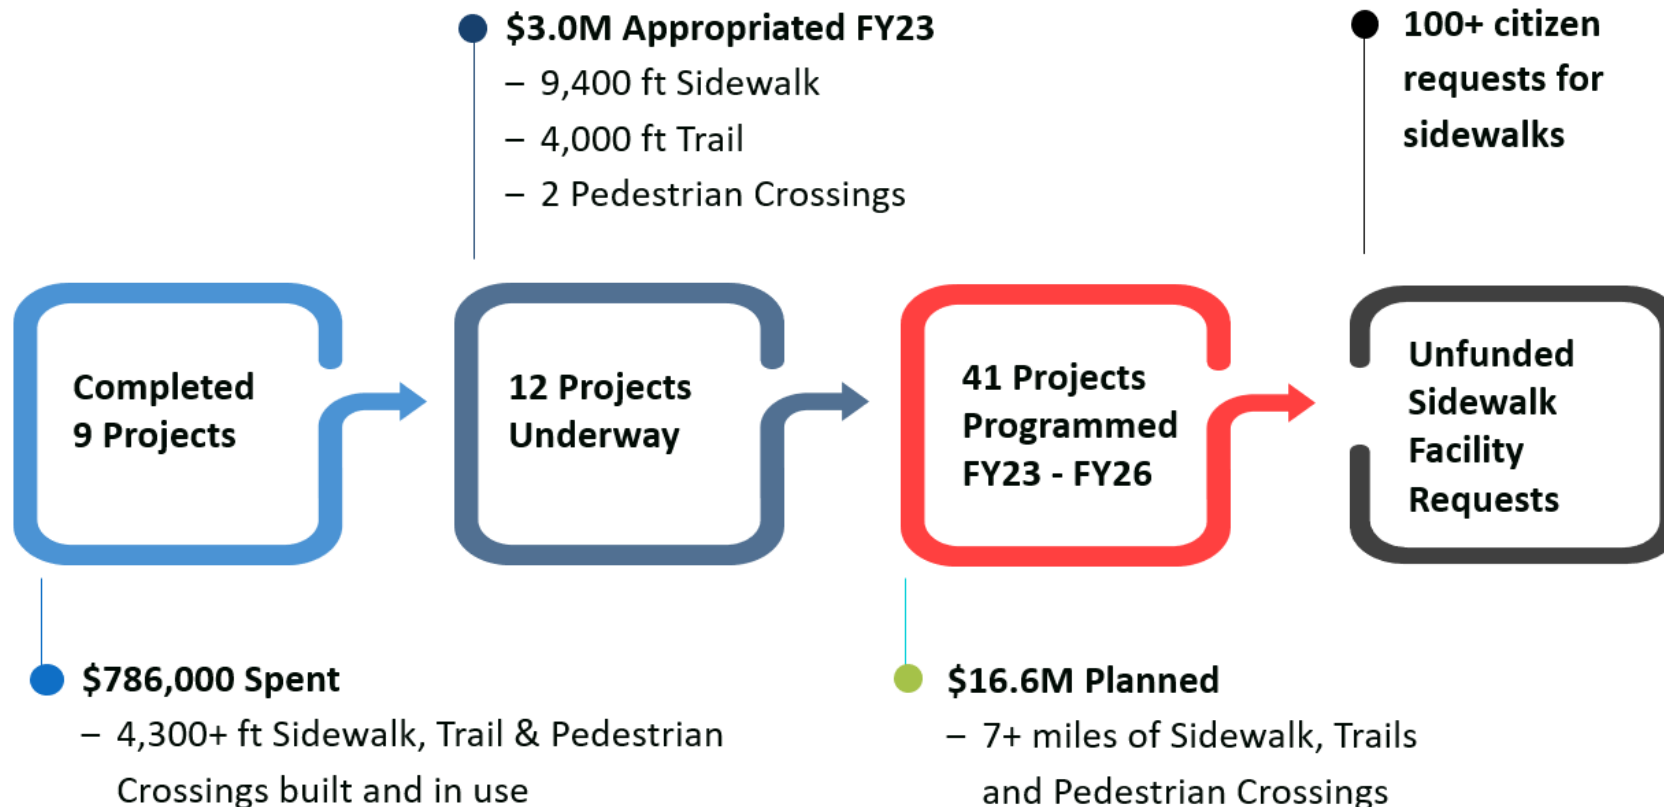 $3.0M Appropriated FY23
– 9,400 ft Sidewalk
– 4,000 ft Trail
– 2 Pedestrian Crossings
100+ citizen
requests for
sidewalks
Completed
9 Projects
12 Projects
Underway
41 Projects
Programmed
FY23 - FY26
Unfunded
Sidewalk
Facility
Requests
$786,000 Spent
– 4,300+ ft Sidewalk, Trail & Pedestrian
Crossings built and in use
$16.6M Planned
– 7+ miles of Sidewalk, Trails
and Pedestrian Crossings